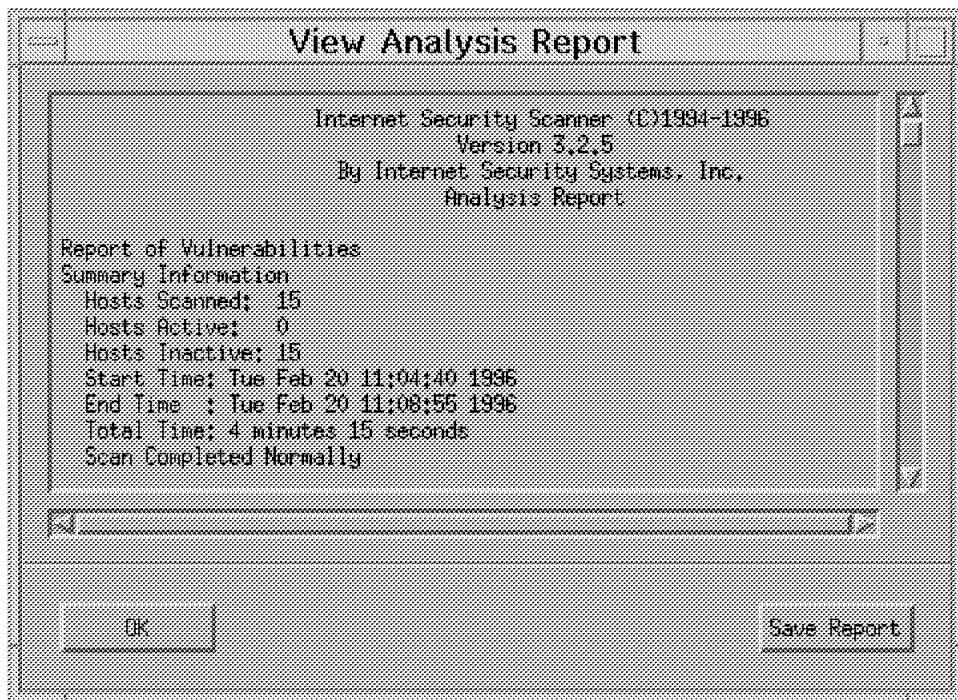 View Analysis Report
Internet Security Scanner (C)1994-1996
Version 3.2.5
By Internet Security Systems, Inc.
Analysis Report
Report of Vulnerabilities
Summary Information
Hosts Scanned: 15
Hosts Active: 0
Hosts Inactive: 15
Start Time: Tue Feb 20 11:04:40 1996
End Time : Tue Feb 20 11:08:55 1996
Total Time: 4 minutes 15 seconds
Scan Completed Normally
OK
Save Report